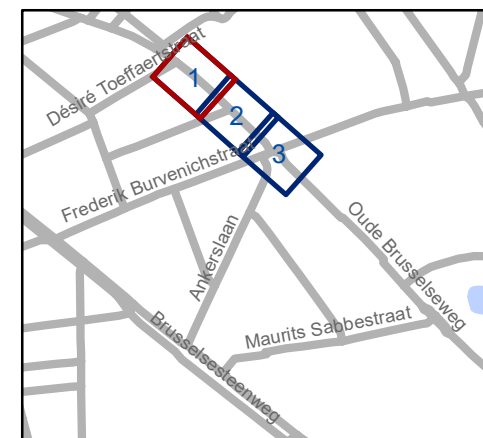 Désiré Toeffaertstraat
1
2
3
Frederik Burvenichstraat
Ankerslaan
Oude Brusselseweg
Maurits Sabbestraat
Brusselsesteenweg